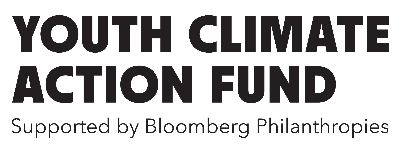 YOUTH CLIMATE
ACTION FUND
Supported by Bloomberg Philanthropies